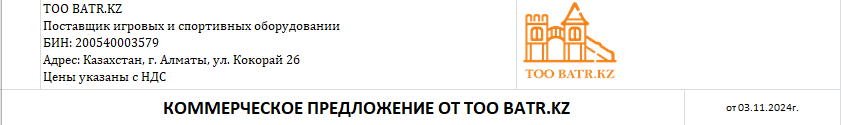 ТОО BATR.KZ
Поставщик игровых и спортивных оборудовании
БИН: 200540003579
Адрес: Казахстан, г. Алматы, ул. Кокорай 26
Цены указаны с НДС
ТОО BATR.KZ
КОММЕРЧЕСКОЕ ПРЕДЛОЖЕНИЕ ОТ ТОО BATR.KZ
от 03.11.2024г.